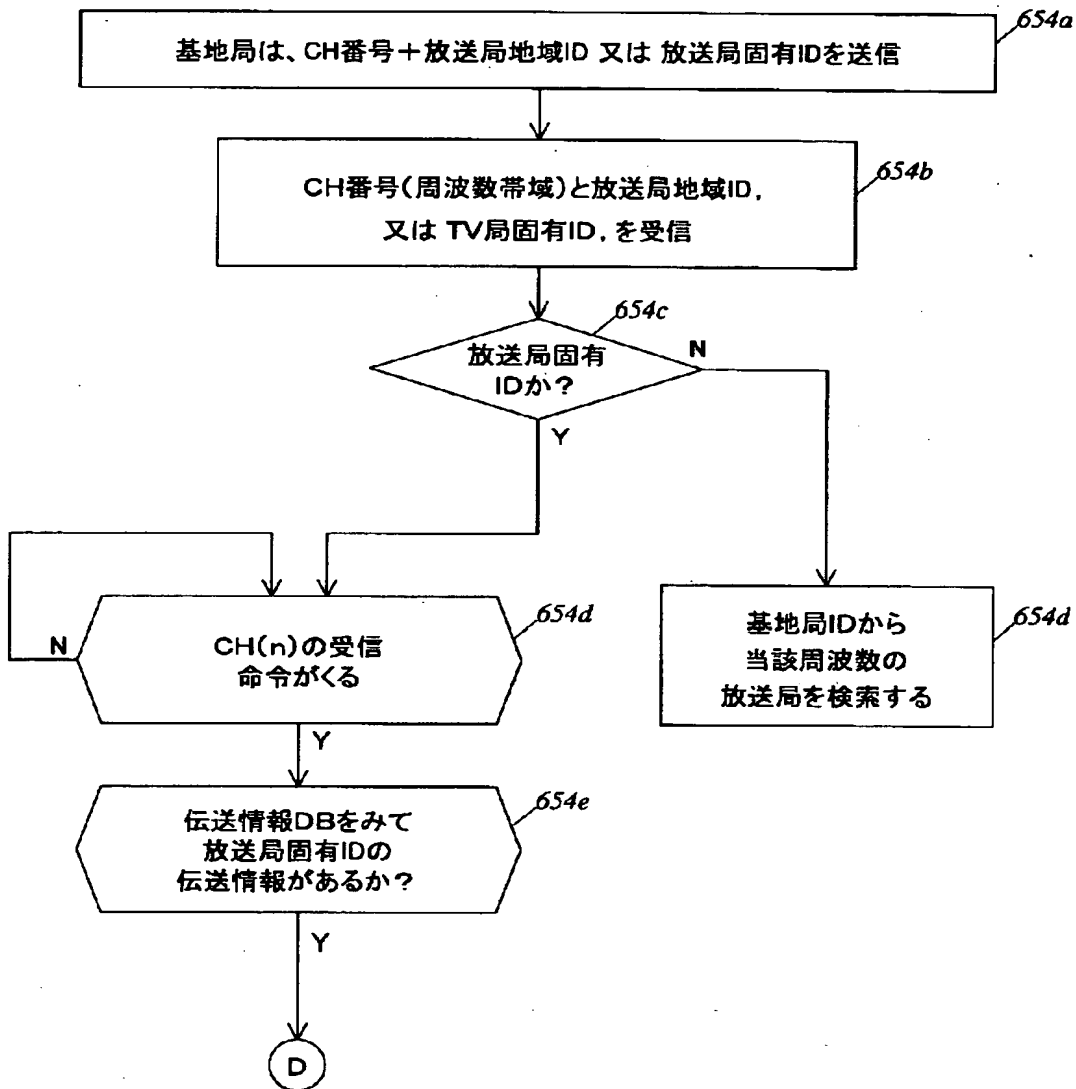 654a
基地局は、CH番号＋放送局地域ID 又は 放送局固有IDを送信
654b
CH番号(周波数帯域)と放送局地域ID,
又は TV局固有ID, を受信
654c
放送局固有
IDか？
N
Y
654d
CH(n)の受信
命令がくる
N
Y
654d
基地局IDから
当該周波数の
放送局を検索する
654e
伝送情報DBをみて
放送局固有IDの
伝送情報があるか？
Y
D